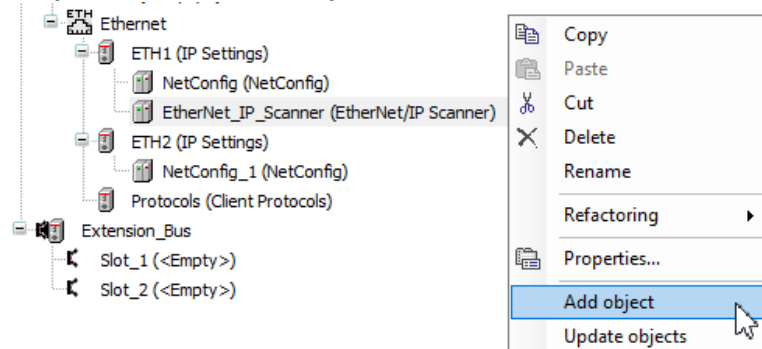 ETH
Ethernet
ETH1 (IP Settings)
NetConfig (NetConfig)
EtherNet_IP_Scanner (EtherNet/IP Scanner)
ETH2 (IP Settings)
NetConfig_1 (NetConfig)
Protocols (Client Protocols)
Extension_Bus
Slot_1 (<Empty>)
Slot_2 (<Empty>)
Copy
Paste
Cut
Delete
Rename
Refactoring
Properties...
Add object
Update objects